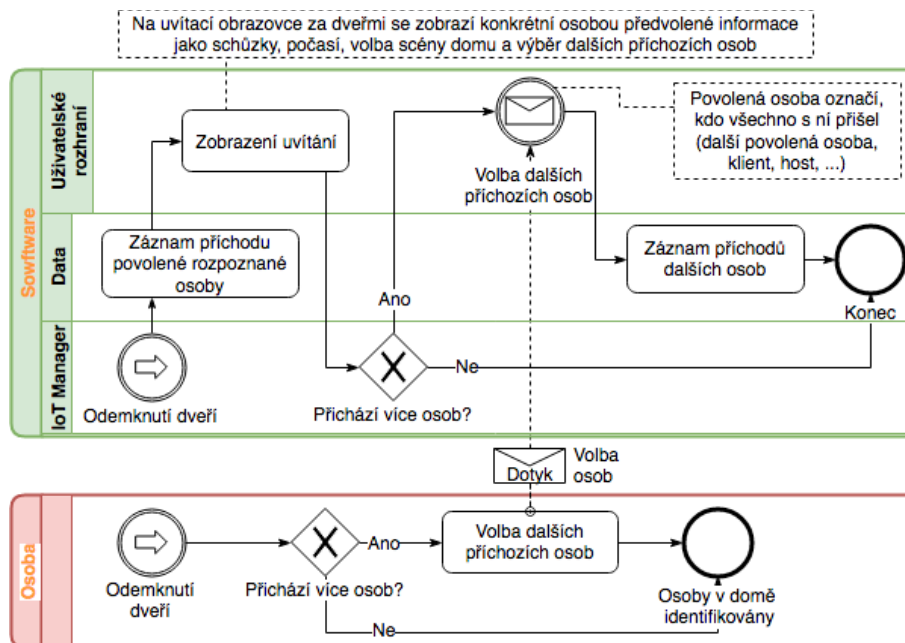 Na uvítací obrazovce za dveřmi se zobrazí konkrétní osobou předvolené informace
jako schůzky, počasí, volba scény domu a výběr dalších příchozích osob
Sowftware
Uživatelské
rozhraní
Zobrazení uvítání
Volba dalších
příchozích osob
Povolená osoba označí,
kdo všechno s ní přišel
(další povolená osoba,
klient, host, ...)
Data
Záznam příchodu
povolené rozpoznané
osoby
Ano
Záznam příchodů
dalších osob
Konec
IoT Manager
Odemknutí dveří
Přichází více osob?
Ne
Dotyk
Volba
osob
Osoba
Odemknutí
dveří
Přichází více osob?
Ano
Ne
Volba dalších
příchozích osob
Osoby v domě
identifikovány